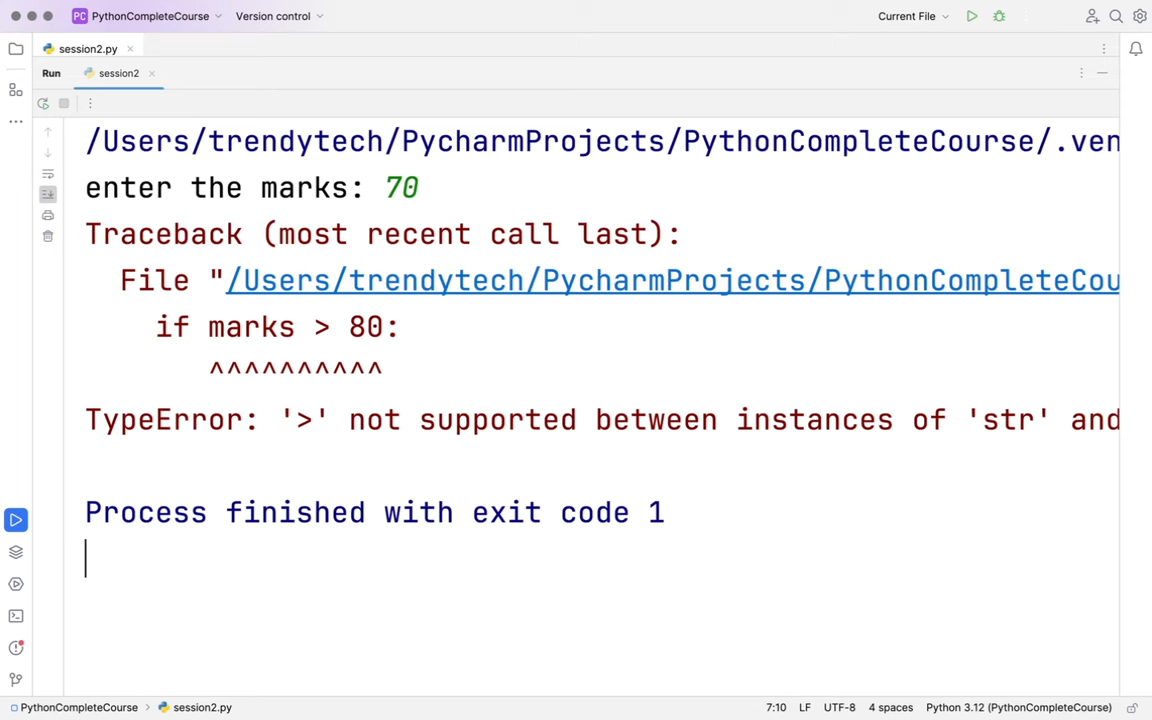 PC PythonCompleteCourse Version control Current File
session2.py
Run session2
/Users/trendytech/PycharmProjects/PythonCompleteCourse/.ven
enter the marks: 70
Traceback (most recent call last):
File "/Users/trendytech/PycharmProjects/PythonCompleteCou
if marks > 80:
^^^^^^^^^^
TypeError: '>' not supported between instances of 'str' and
Process finished with exit code 1
PythonCompleteCourse session2.py 7:10 LF UTF-8 4 spaces Python 3.12 (PythonCompleteCourse)